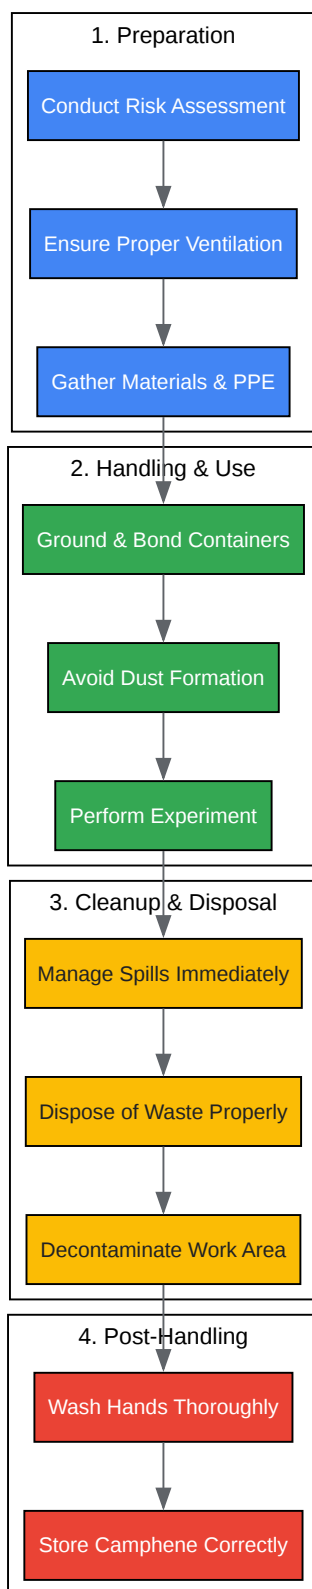 1. Preparation
Conduct Risk Assessment
Ensure Proper Ventilation
Gather Materials & PPE
2. Handling & Use
Ground & Bond Containers
Avoid Dust Formation
Perform Experiment
3. Cleanup & Disposal
Manage Spills Immediately
Dispose of Waste Properly
Decontaminate Work Area
4. Post-Handling
Wash Hands Thoroughly
Store Camphene Correctly